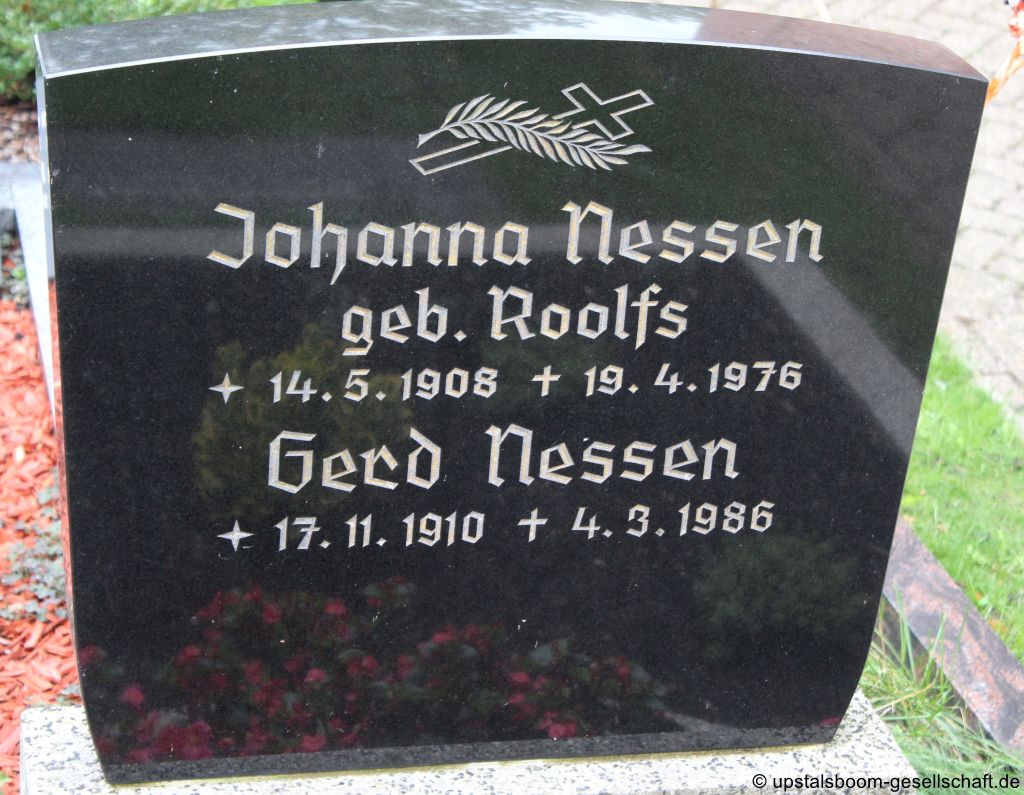 Johanna Nessen
geb. Roolfs
✦ 14. 5. 1908 ✝ 19. 4. 1976
Gerd Nessen
✦ 17. 11. 1910 ✝ 4. 3. 1986
© upstalsboom-gesellschaft.de